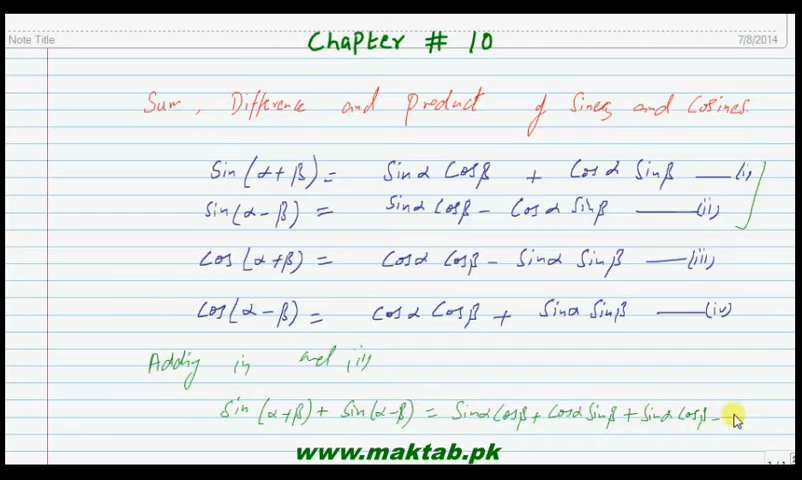 Note Title
7/8/2014
Chapter # 10
Sum, Difference and Product of Sines and Cosines.
Sin(α+β) = Sinα Cosβ + Cosα Sinβ —(i)
Sin(α-β) = Sinα Cosβ - Cosα Sinβ —(ii)
Cos(α+β) = Cosα Cosβ - Sinα Sinβ —(iii)
Cos(α-β) = Cosα Cosβ + Sinα Sinβ —(iv)
Adding (i) and (ii)
Sin(α+β) + Sin(α-β) = Sinα Cosβ + Cosα Sinβ + Sinα Cosβ -
www.maktab.pk
1/1